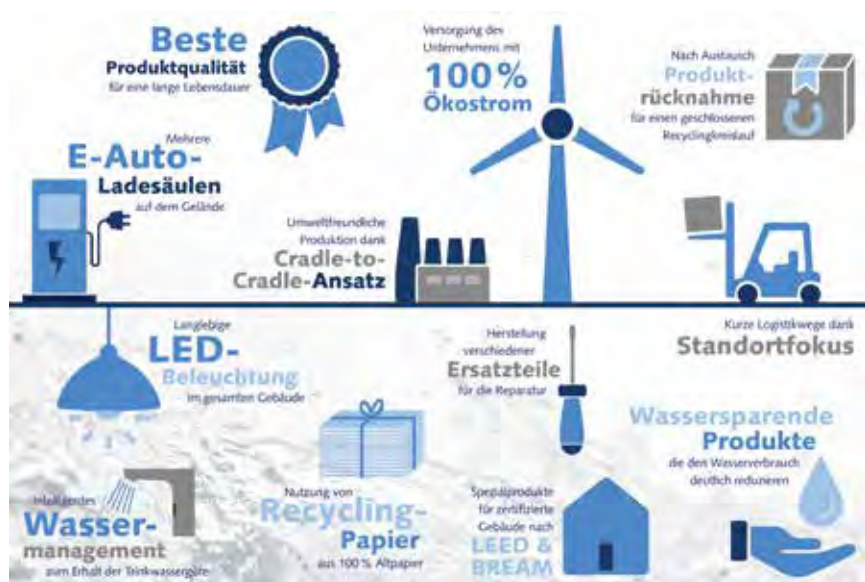 Beste
Produktqualität
für eine lange Lebensdauer
Versorgung des
Unternehmens mit
100 %
Ökostrom
Nach Austausch
Produkt-
rücknahme
für einen geschlossenen
Recyclingkreislauf
Mehrere
E-Auto-
Ladesäulen
auf dem Gelände
Umweltfreundliche
Produktion dank
Cradle-to-
Cradle-Ansatz
Langlebige
LED-
Beleuchtung
im gesamten Gebäude
Herstellung
verschiedener
Ersatzteile
für die Reparatur
Kurze Logistikwege dank
Standortfokus
Wassersparende
Produkte
die den Wasserverbrauch
deutlich reduzieren
Intelligentes
Wasser-
management
zum Erhalt der Trinkwassergüte
Nutzung von
Recycling-
Papier
aus 100 % Altpapier
Spezialprodukte
für zertifizierte
Gebäude nach
LEED &
BREAM